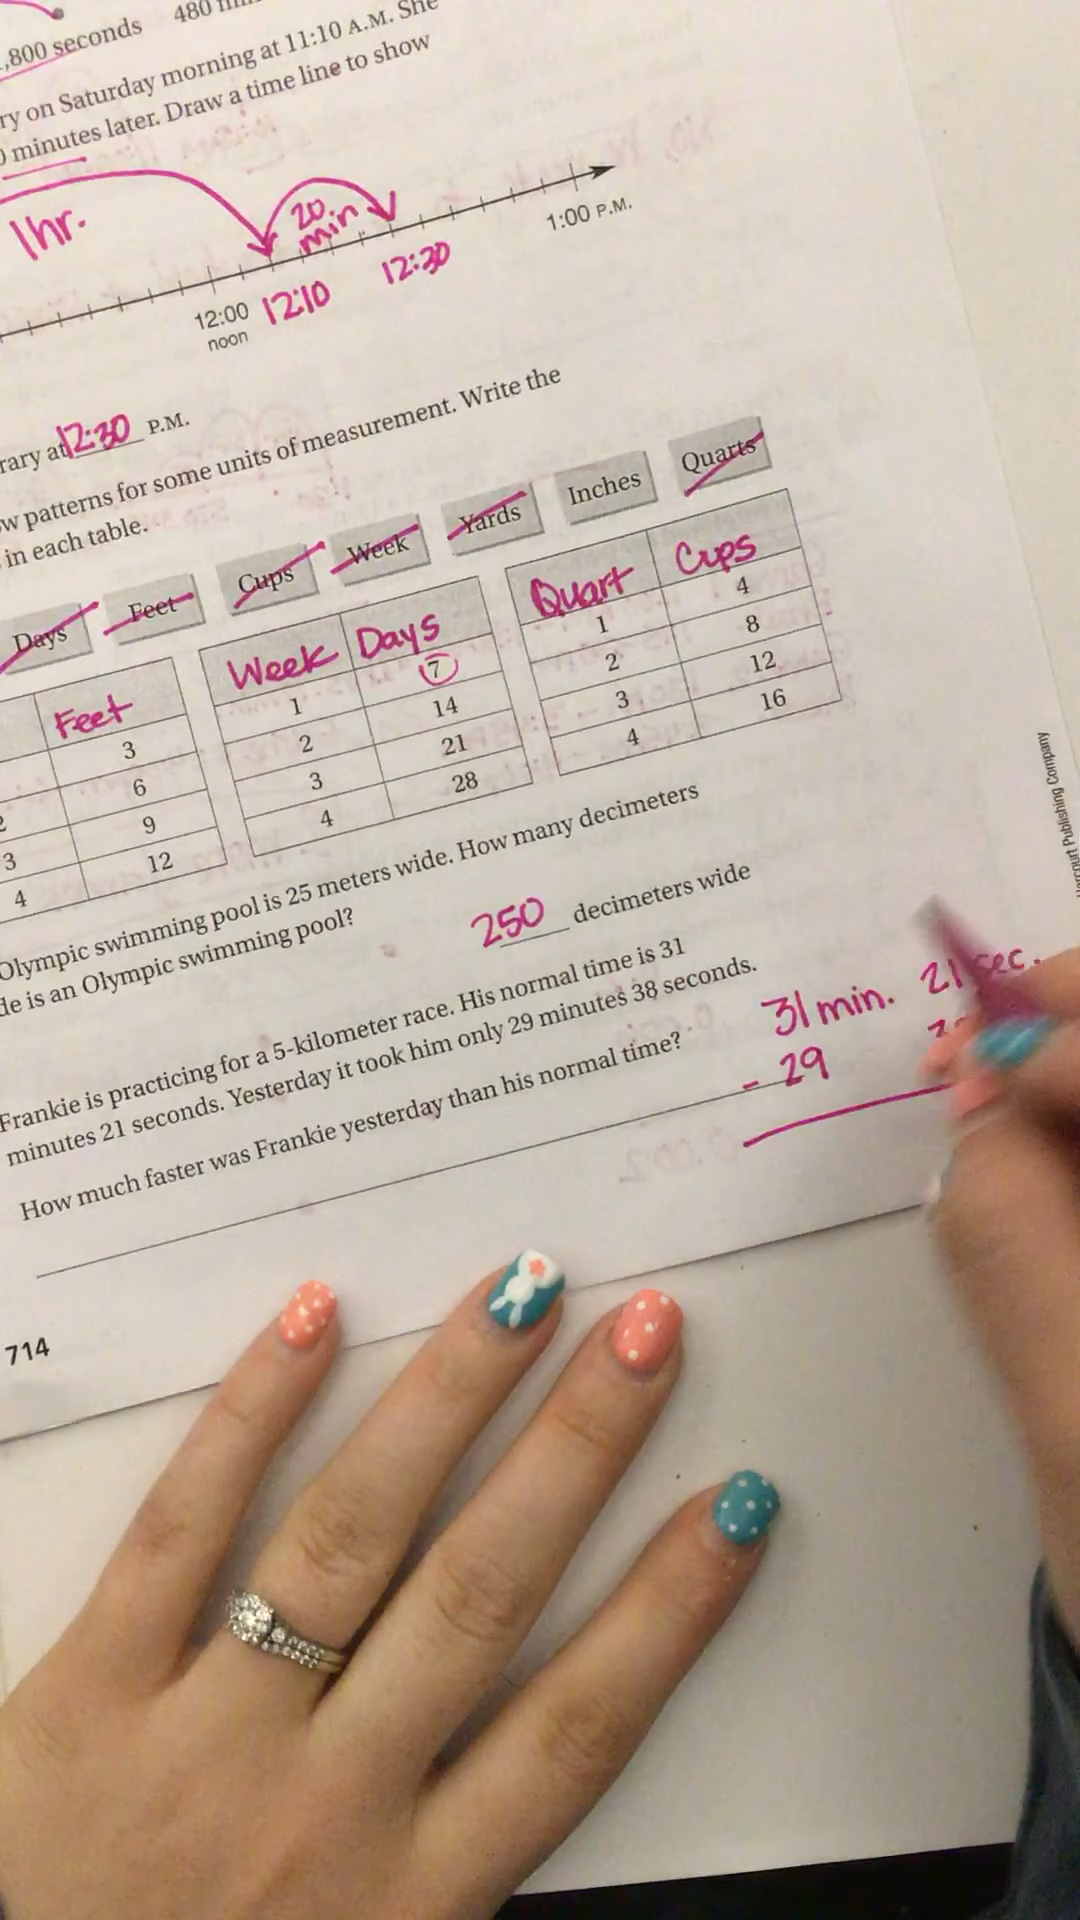 ,800 seconds 480
ry on Saturday morning at 11:10 A.M. She
0 minutes later. Draw a time line to show
1hr.
20
min
1:00 P.M.
12:30
12:10
12:00
noon
rary at 12:30 P.M.
w patterns for some units of measurement. Write the
in each table.
Days Feet Cups Week Yards Inches Quarts
Feet
3
2 6
3 9
4 12
Week Days
1 7
2 14
3 21
4 28
Quart Cups
1 4
2 8
3 12
4 16
Olympic swimming pool is 25 meters wide. How many decimeters
de is an Olympic swimming pool?
250 decimeters wide
Frankie is practicing for a 5-kilometer race. His normal time is 31
minutes 21 seconds. Yesterday it took him only 29 minutes 38 seconds.
How much faster was Frankie yesterday than his normal time?
31 min. 21 sec.
- 29
714
Publishing Company